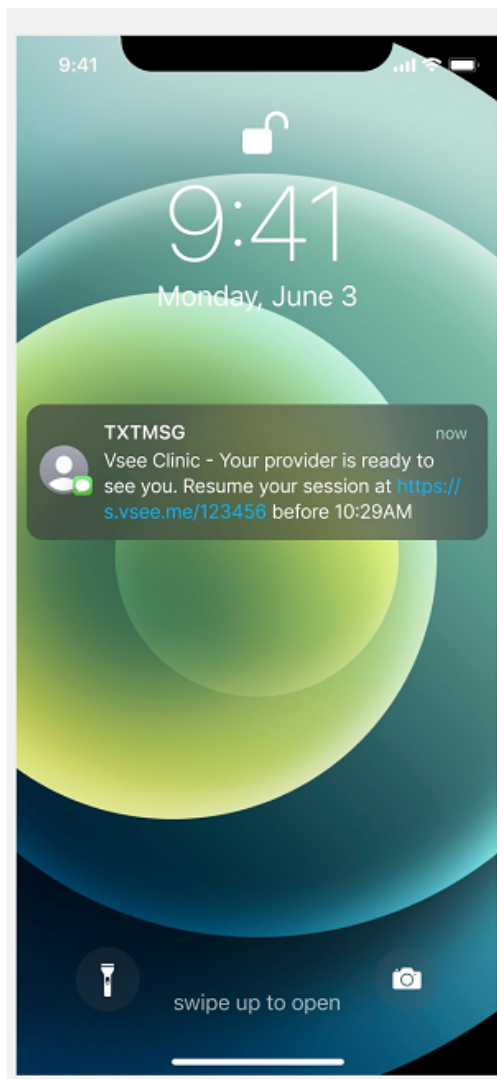 9:41
9:41
Monday, June 3
TXTMSG now
Vsee Clinic - Your provider is ready to
see you. Resume your session at https://
s.vsee.me/123456 before 10:29AM
swipe up to open